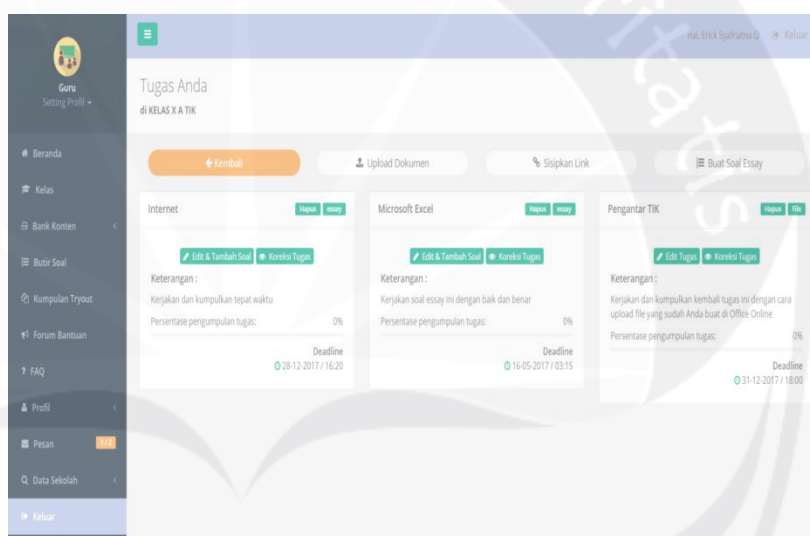 Guru
Setting Profil
Beranda
Kelas
Bank Konten
Butir Soal
Kumpulan Tryout
Forum Bantuan
FAQ
Profil
Pesan
Data Sekolah
Keluar
Hai, Erick Syafriatna
Keluar
Tugas Anda
di KELAS X A TIK
Kembali
Upload Dokumen
Sisipkan Link
Buat Soal Essay
Internet
Hapus essay
Edit & Tambah Soal Koreksi Tugas
Keterangan :
Kerjakan dan kumpulkan tepat waktu
Persentase pengumpulan tugas: 0%
Deadline
28-12-2017 / 16:20
Microsoft Excel
Hapus essay
Edit & Tambah Soal Koreksi Tugas
Keterangan :
Kerjakan soal essay ini dengan baik dan benar
Persentase pengumpulan tugas: 0%
Deadline
16-05-2017 / 03:15
Pengantar TIK
Hapus File
Edit Tugas Koreksi Tugas
Keterangan :
Kerjakan dan kumpulkan kembali tugas ini dengan cara
upload file yang sudah Anda buat di Office Online
Persentase pengumpulan tugas: 0%
Deadline
31-12-2017 / 18:00